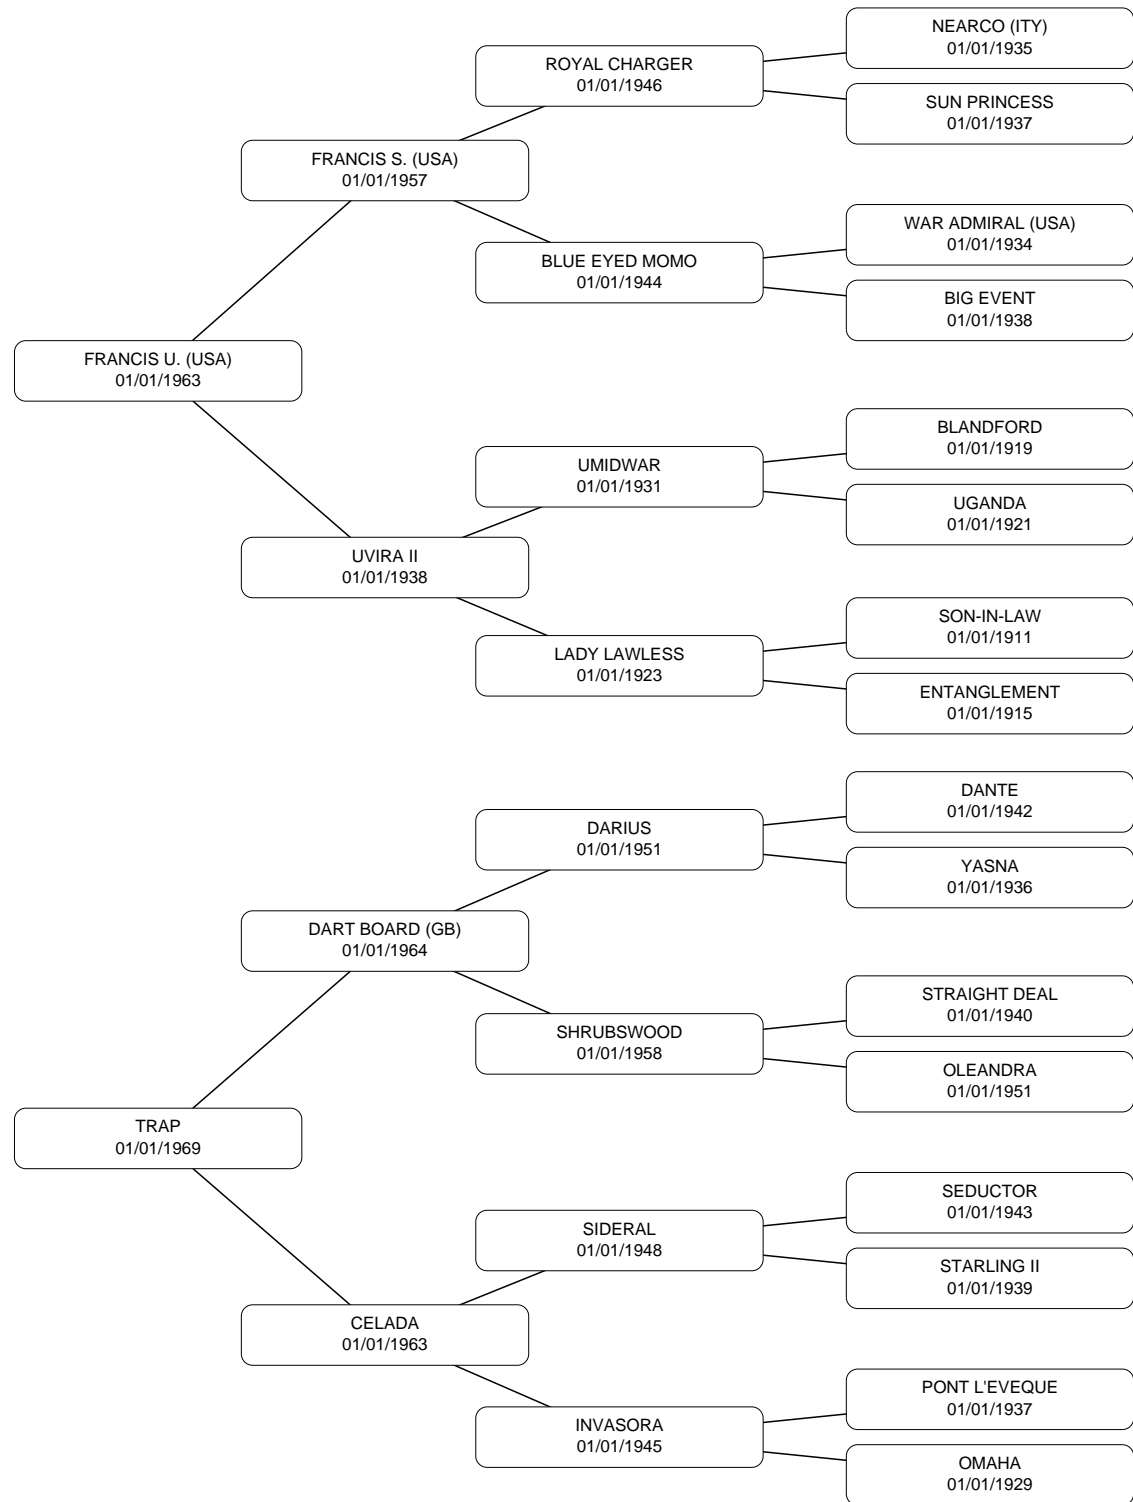 NEARCO (ITY)
01/01/1935
ROYAL CHARGER
01/01/1946
SUN PRINCESS
01/01/1937
FRANCIS S. (USA)
01/01/1957
WAR ADMIRAL (USA)
01/01/1934
BLUE EYED MOMO
01/01/1944
BIG EVENT
01/01/1938
FRANCIS U. (USA)
01/01/1963
BLANDFORD
01/01/1919
UMIDWAR
01/01/1931
UGANDA
01/01/1921
UVIRA II
01/01/1938
SON-IN-LAW
01/01/1911
LADY LAWLESS
01/01/1923
ENTANGLEMENT
01/01/1915
DANTE
01/01/1942
DARIUS
01/01/1951
YASNA
01/01/1936
DART BOARD (GB)
01/01/1964
STRAIGHT DEAL
01/01/1940
SHRUBSWOOD
01/01/1958
OLEANDRA
01/01/1951
TRAP
01/01/1969
SEDUCTOR
01/01/1943
SIDERAL
01/01/1948
STARLING II
01/01/1939
CELADA
01/01/1963
PONT L'EVEQUE
01/01/1937
INVASORA
01/01/1945
OMAHA
01/01/1929